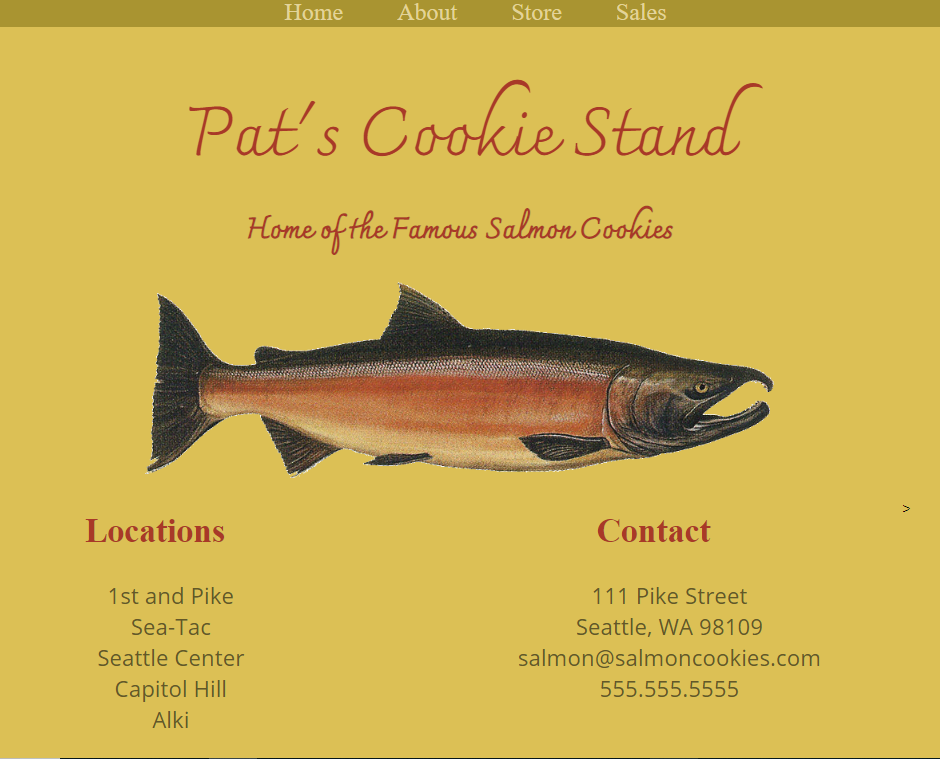 Home About Store Sales
Pat's Cookie Stand
Home of the Famous Salmon Cookies
>
Locations
1st and Pike
Sea-Tac
Seattle Center
Capitol Hill
Alki
Contact
111 Pike Street
Seattle, WA 98109
salmon@salmoncookies.com
555.555.5555